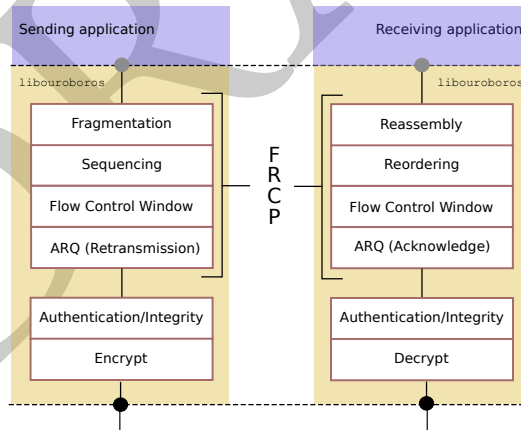 Sending application
Receiving application
libouroboros
libouroboros
Fragmentation
Sequencing
Flow Control Window
ARQ (Retransmission)
F
R
C
P
Reassembly
Reordering
Flow Control Window
ARQ (Acknowledge)
Authentication/Integrity
Encrypt
Authentication/Integrity
Decrypt